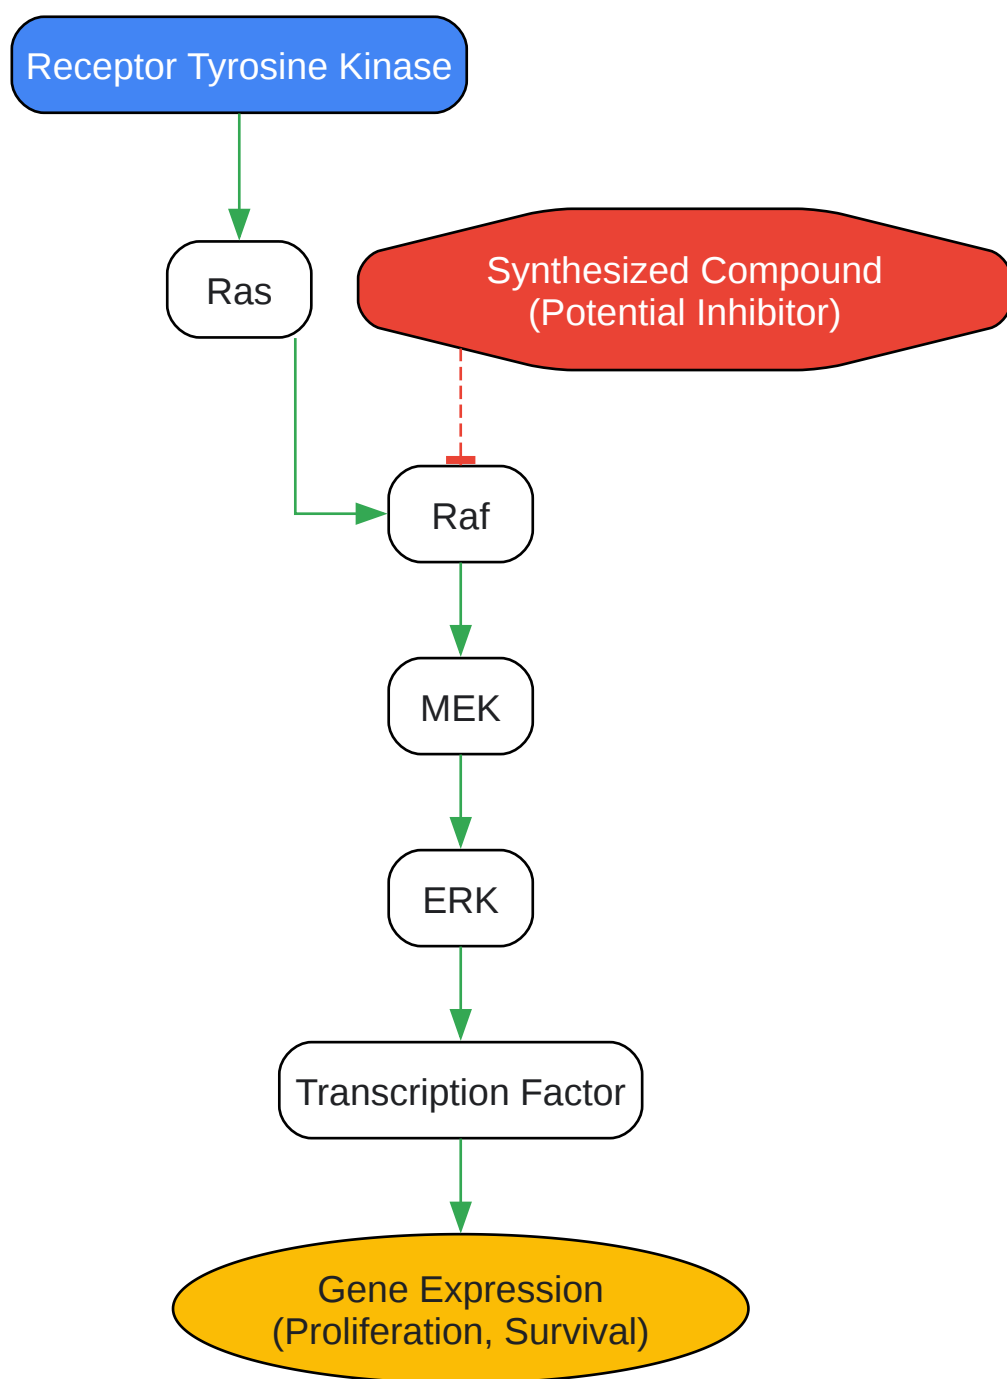 Receptor Tyrosine Kinase
Ras
Synthesized Compound
(Potential Inhibitor)
Raf
MEK
ERK
Transcription Factor
Gene Expression
(Proliferation, Survival)